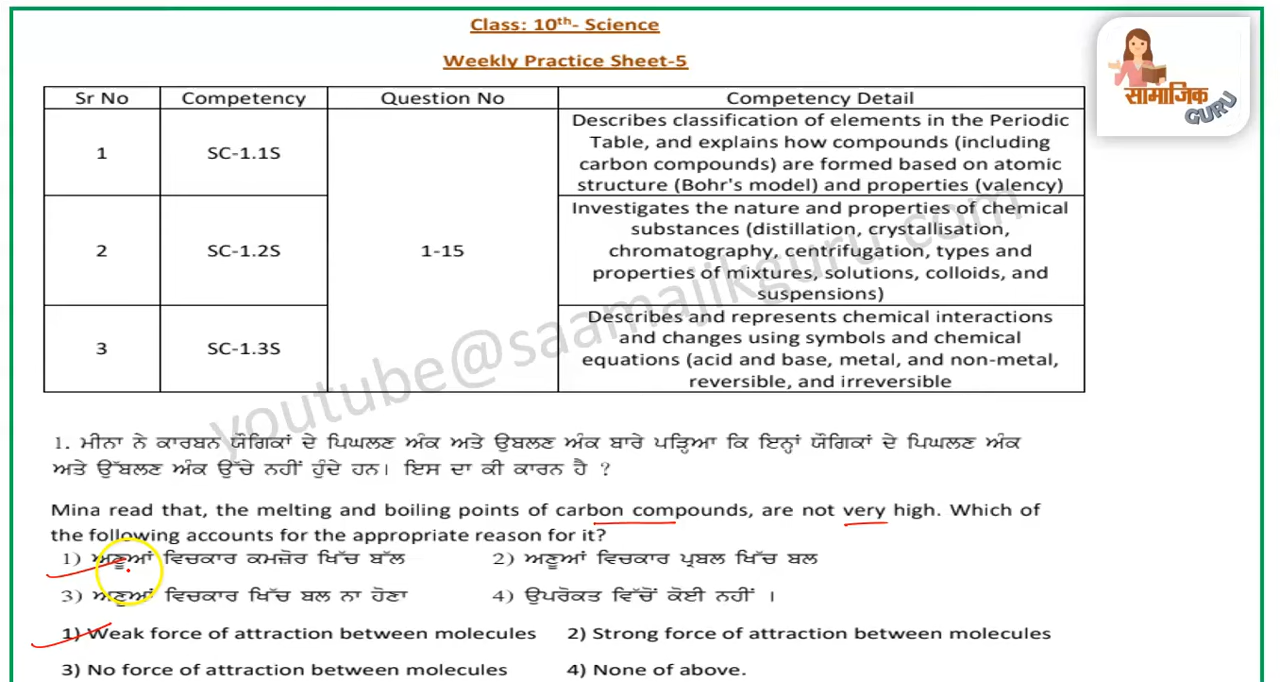 Class: 10th- Science
Weekly Practice Sheet-5
सामाजिक
GURU
Sr No Competency Question No Competency Detail
1 SC-1.1S 1-15 Describes classification of elements in the Periodic
Table, and explains how compounds (including
carbon compounds) are formed based on atomic
structure (Bohr's model) and properties (valency)
2 SC-1.2S Investigates the nature and properties of chemical
substances (distillation, crystallisation,
chromatography, centrifugation, types and
properties of mixtures, solutions, colloids, and
suspensions)
3 SC-1.3S Describes and represents chemical interactions
and changes using symbols and chemical
equations (acid and base, metal, and non-metal,
reversible, and irreversible
youtube@saamajikguru.com
1. ਮੀਨਾ ਨੇ ਕਾਰਬਨ ਯੌਗਿਕਾਂ ਦੇ ਪਿਘਲਣ ਅੰਕ ਅਤੇ ਉਬਲਣ ਅੰਕ ਬਾਰੇ ਪੜ੍ਹਿਆ ਕਿ ਇਨ੍ਹਾਂ ਯੌਗਿਕਾਂ ਦੇ ਪਿਘਲਣ ਅੰਕ
ਅਤੇ ਉੱਬਲਣ ਅੰਕ ਉੱਚੇ ਨਹੀਂ ਹੁੰਦੇ ਹਨ। ਇਸ ਦਾ ਕੀ ਕਾਰਨ ਹੈ ?
Mina read that, the melting and boiling points of carbon compounds, are not very high. Which of
the following accounts for the appropriate reason for it?
1) ਅਣੂਆਂ ਵਿਚਕਾਰ ਕਮਜ਼ੋਰ ਖਿੱਚ ਬੱਲ 2) ਅਣੂਆਂ ਵਿਚਕਾਰ ਪ੍ਰਬਲ ਖਿੱਚ ਬਲ
3) ਅਣੂਆਂ ਵਿਚਕਾਰ ਖਿੱਚ ਬਲ ਨਾ ਹੋਣਾ 4) ਉਪਰੋਕਤ ਵਿੱਚੋਂ ਕੋਈ ਨਹੀਂ ।
1) Weak force of attraction between molecules 2) Strong force of attraction between molecules
3) No force of attraction between molecules 4) None of above.